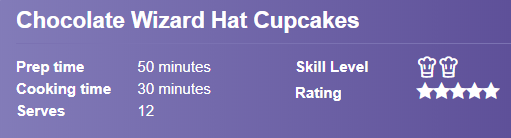 Chocolate Wizard Hat Cupcakes
Prep time 50 minutes
Cooking time 30 minutes
Serves 12
Skill Level
Rating